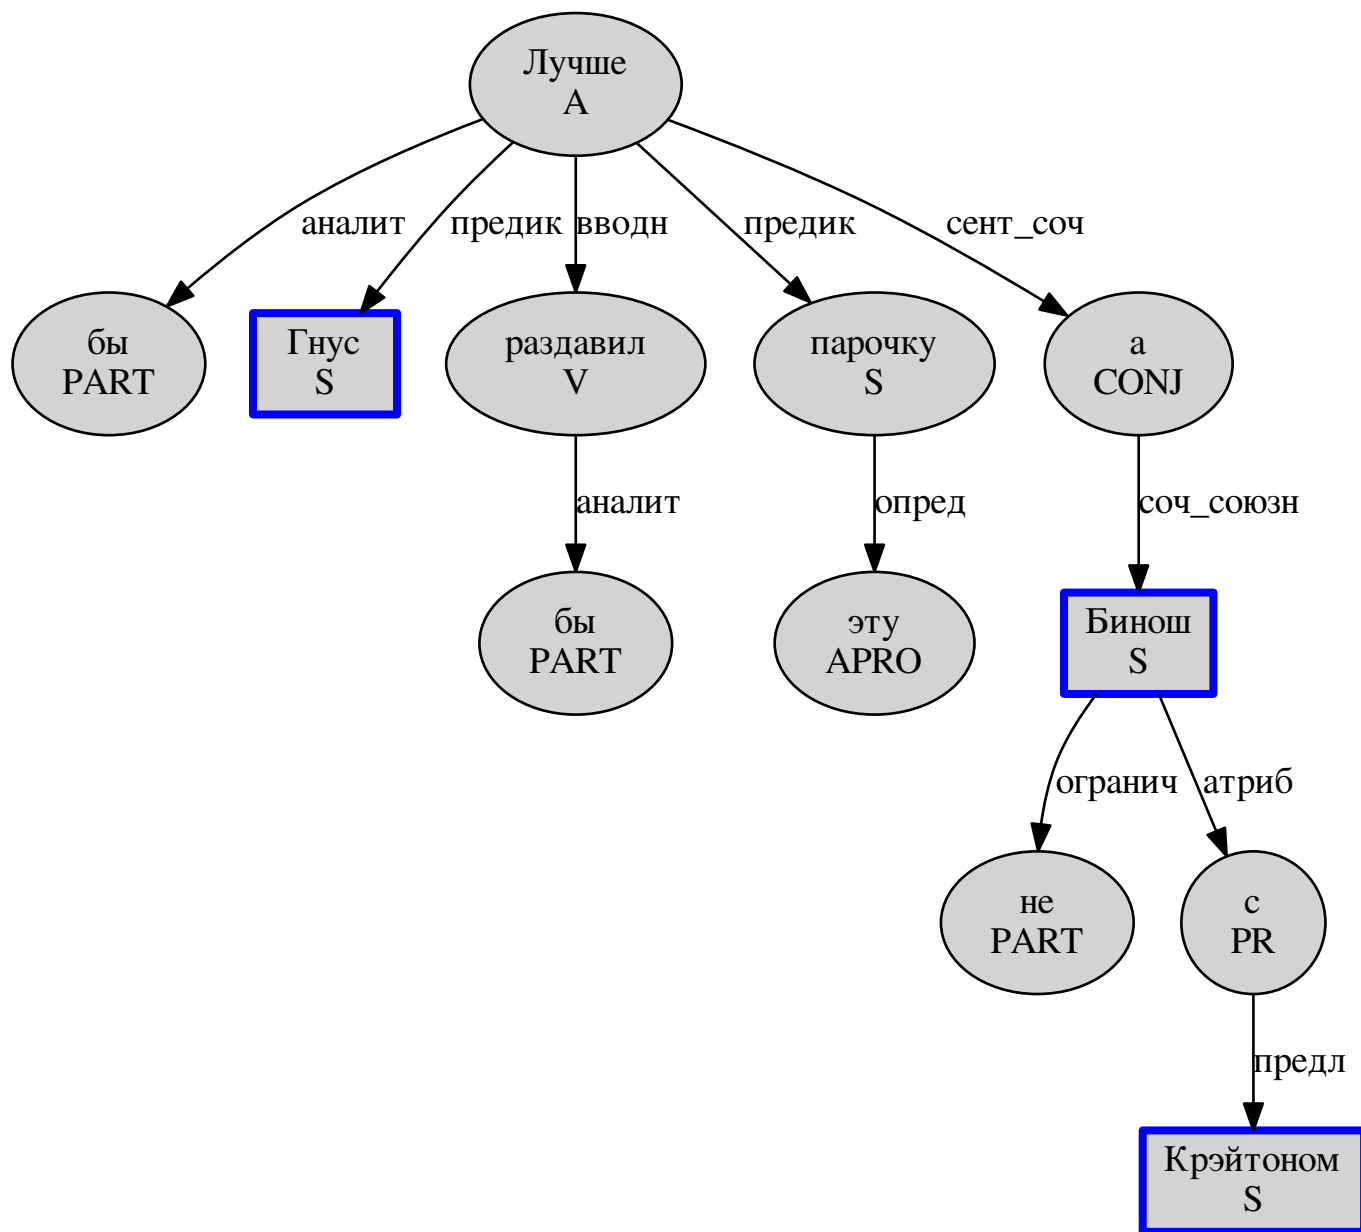 Лучше
A
аналит
предик
вводн
предик
сент_соч
бы
PART
Гнус
S
раздавил
V
парочку
S
а
CONJ
аналит
опред
соч_союзн
бы
PART
эту
APRO
Бинош
S
огранич
атриб
не
PART
с
PR
предл
Крэйтоном
S